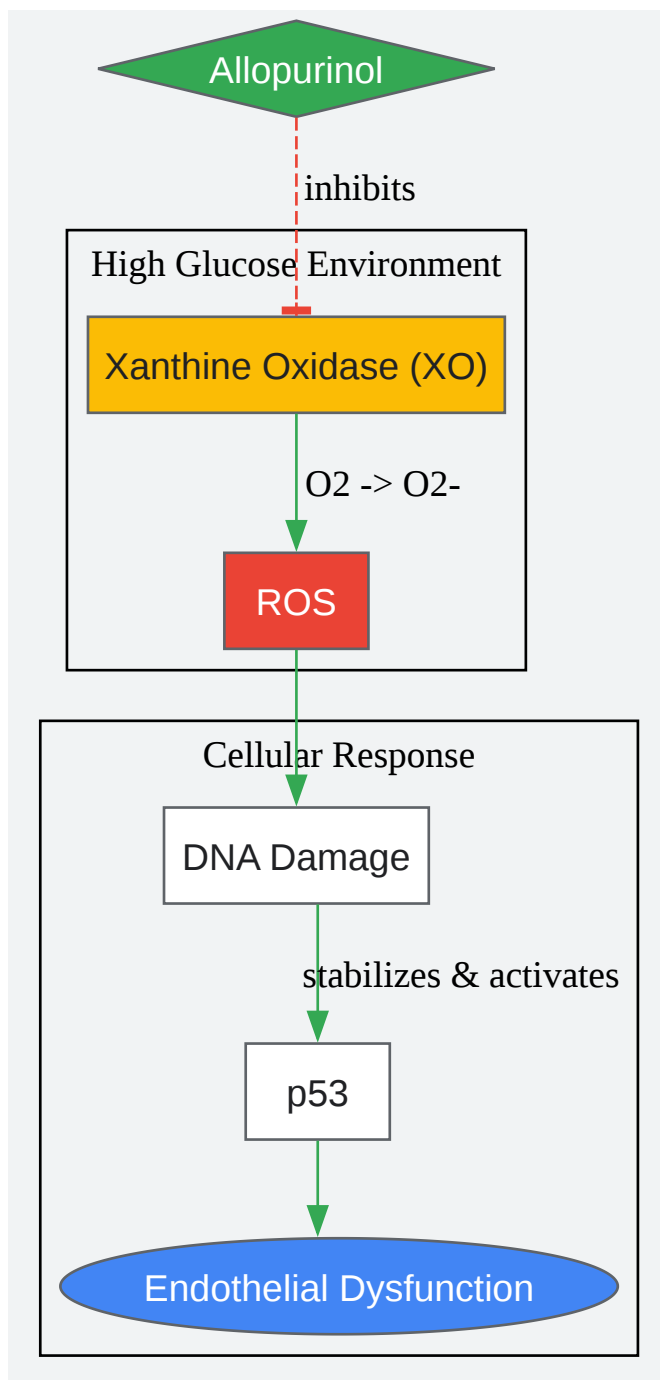 Allopurinol
inhibits
High Glucose Environment
Xanthine Oxidase (XO)
O2 -> O2-
ROS
Cellular Response
DNA Damage
stabilizes & activates
p53
Endothelial Dysfunction